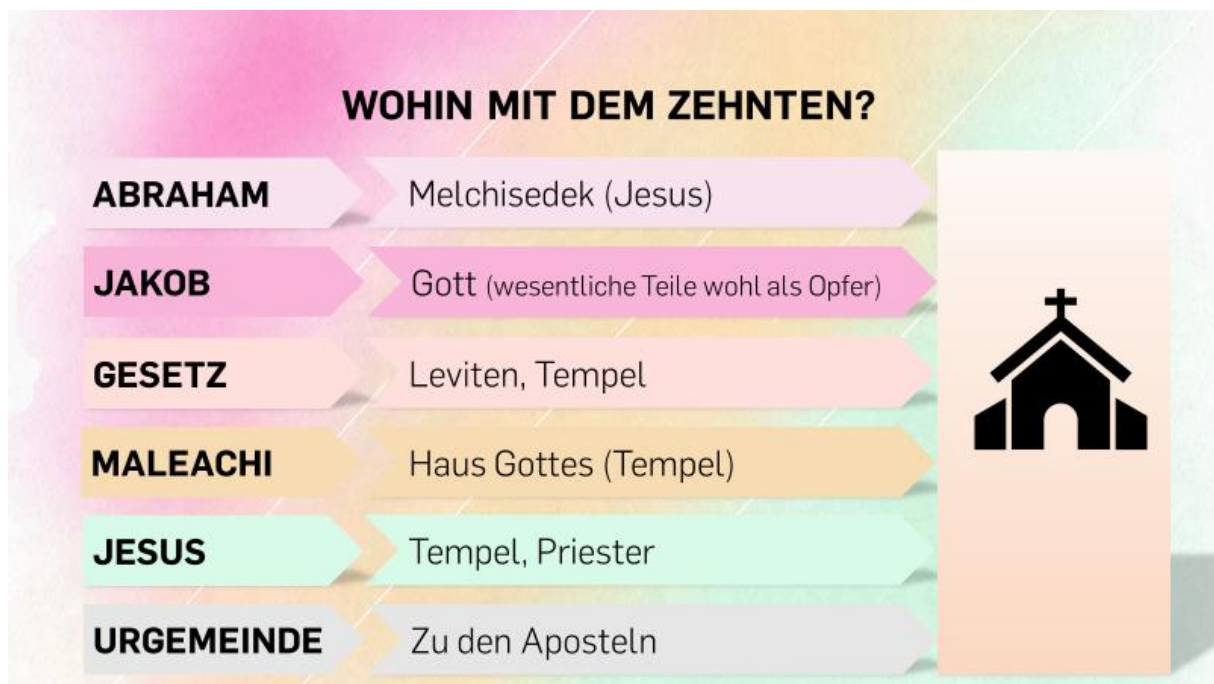 WOHIN MIT DEM ZEHNTEN?
ABRAHAM Melchisedek (Jesus)
JAKOB Gott (wesentliche Teile wohl als Opfer)
GESETZ Leviten, Tempel
MALEACHI Haus Gottes (Tempel)
JESUS Tempel, Priester
URGEMEINDE Zu den Aposteln